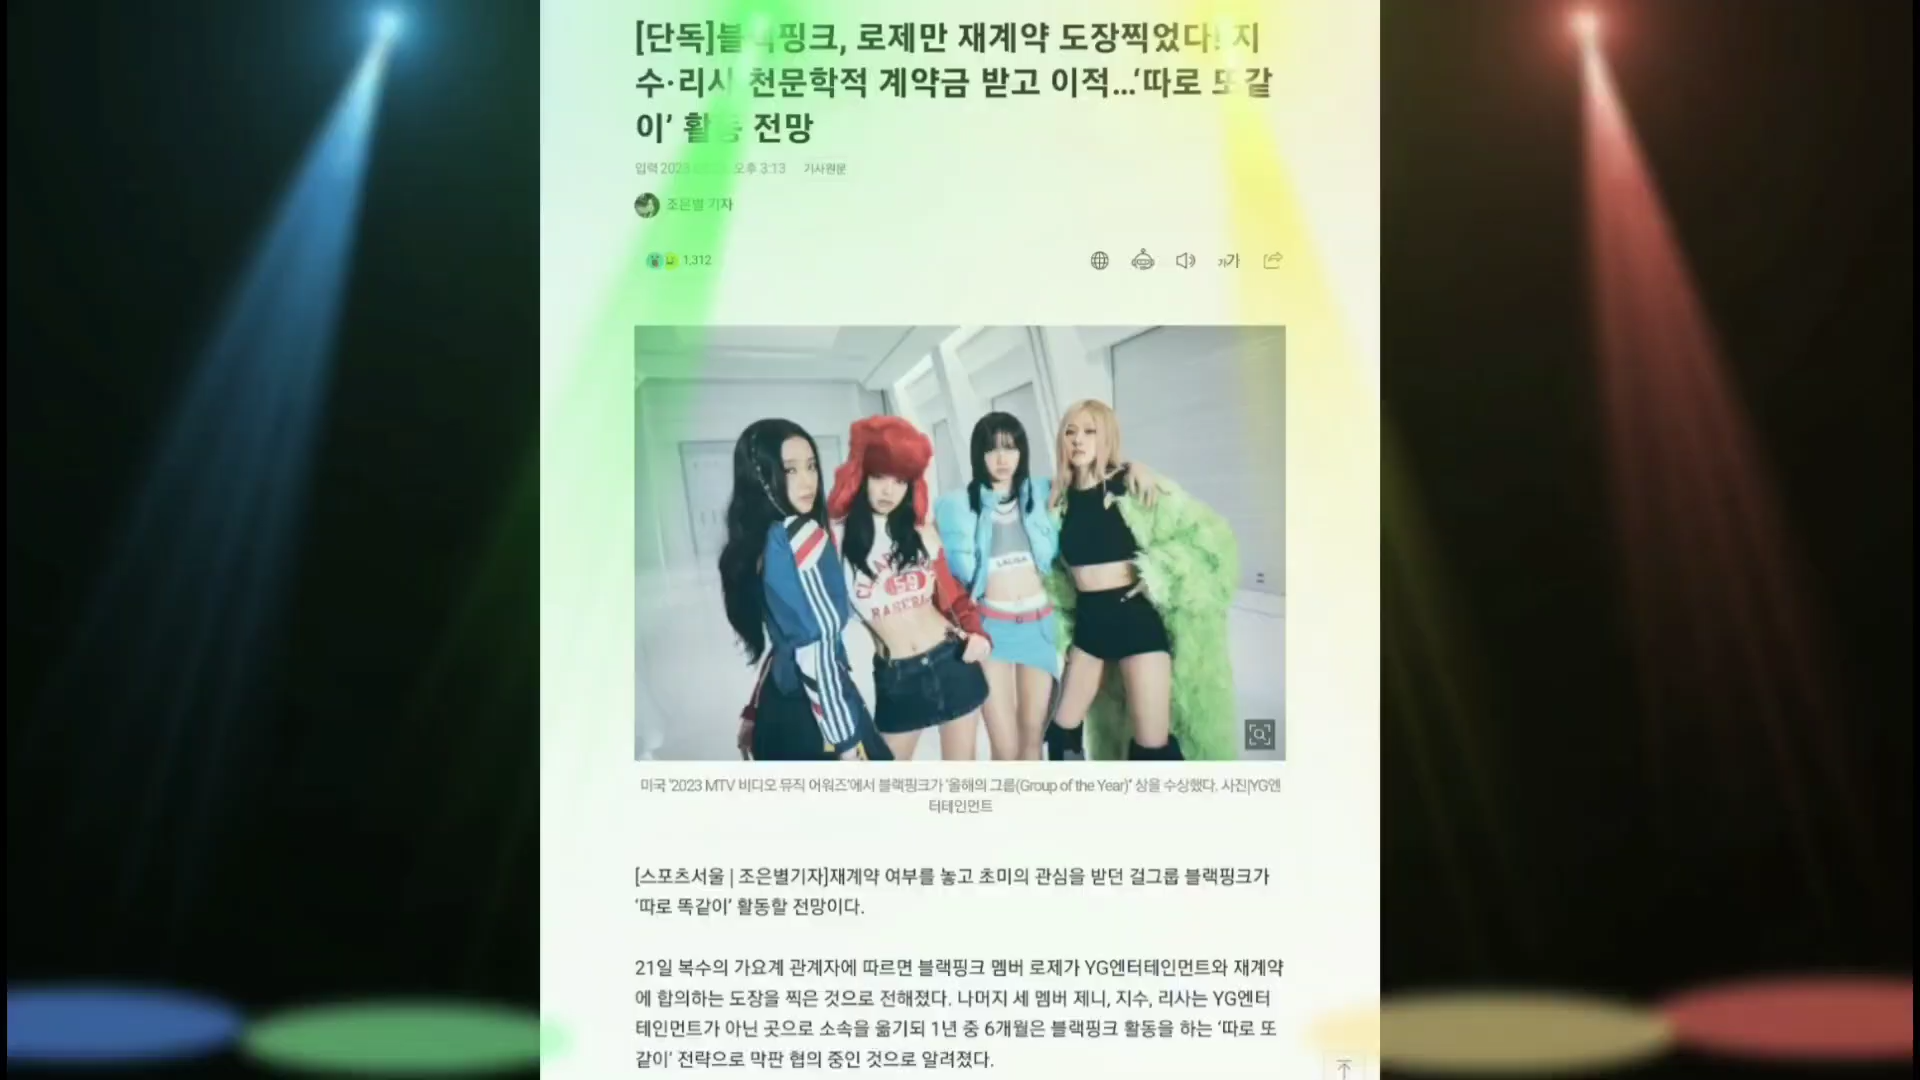 [단독]블랙핑크, 로제만 재계약 도장찍었다! 지
수·리사 천문학적 계약금 받고 이적...‘따로 또같
이’ 활동 전망
입력 2023 오후 3:13 기사원문
조은별 기자
1,312
가가
59
LALISA
미국 ‘2023 MTV 비디오 뮤직 어워즈’에서 블랙핑크가 ‘올해의 그룹(Group of the Year)” 상을 수상했다. 사진|YG엔
터테인먼트
[스포츠서울 | 조은별기자]재계약 여부를 놓고 초미의 관심을 받던 걸그룹 블랙핑크가
‘따로 똑같이’ 활동할 전망이다.
21일 복수의 가요계 관계자에 따르면 블랙핑크 멤버 로제가 YG엔터테인먼트와 재계약
에 합의하는 도장을 찍은 것으로 전해졌다. 나머지 세 멤버 제니, 지수, 리사는 YG엔터
테인먼트가 아닌 곳으로 소속을 옮기되 1년 중 6개월은 블랙핑크 활동을 하는 ‘따로 또
같이’ 전략으로 막판 협의 중인 것으로 알려졌다.